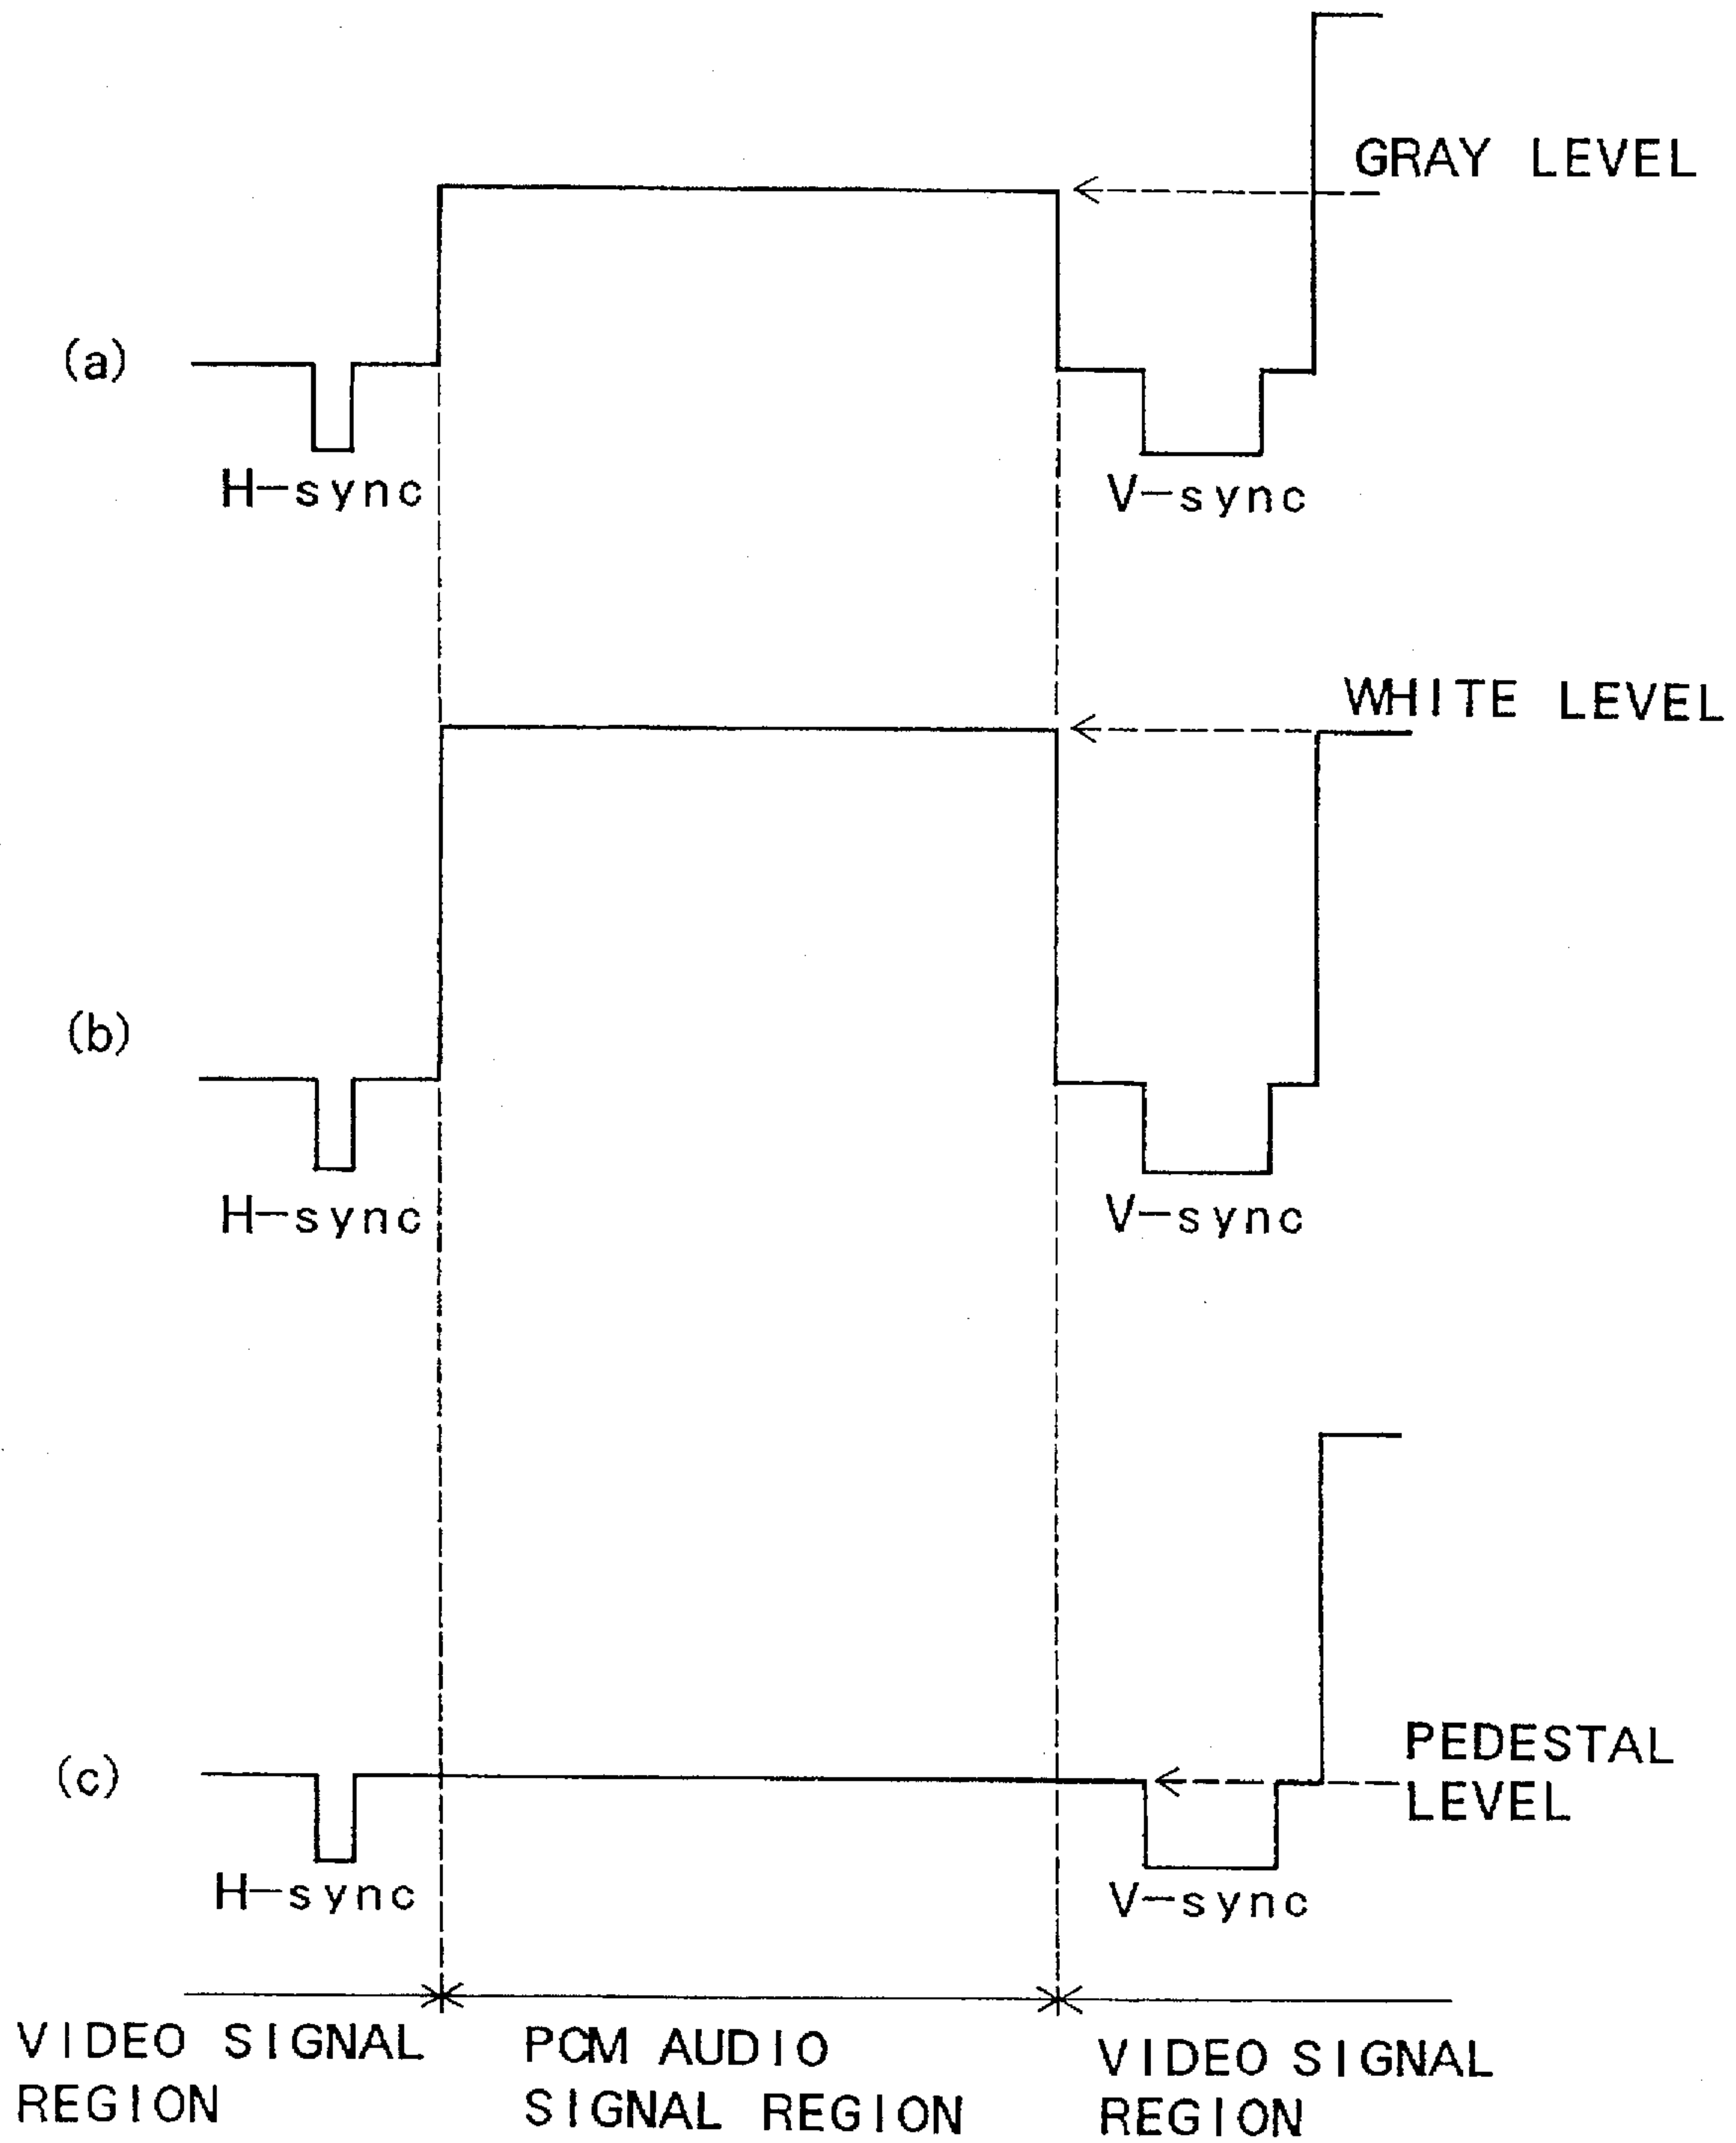 GRAY LEVEL
(a)
H-sync
V-sync
WHITE LEVEL
(b)
H-sync
V-sync
PEDESTAL
LEVEL
(c)
H-sync
V-sync
VIDEO SIGNAL
REGION
PCM AUDIO
SIGNAL REGION
VIDEO SIGNAL
REGION